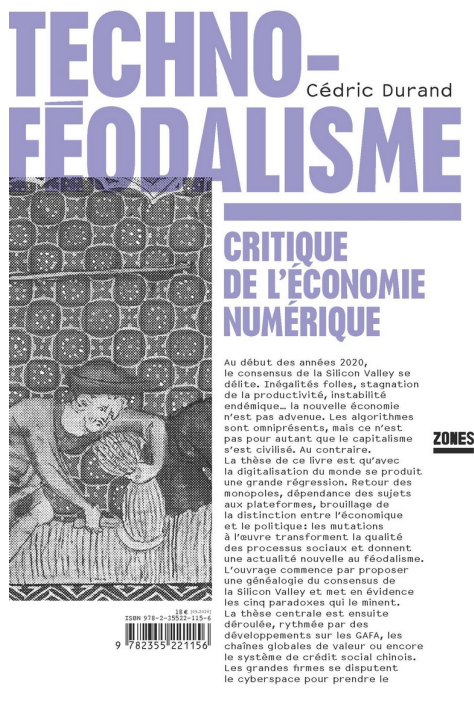 TECHNO-
Cédric Durand
FÉODALISME
CRITIQUE
DE L'ÉCONOMIE
NUMÉRIQUE
Au début des années 2020,
le consensus de la Silicon Valley se
délite. Inégalités folles, stagnation
de la productivité, instabilité
endémique… la nouvelle économie
n'est pas advenue. Les algorithmes
sont omniprésents, mais ce n'est
pas pour autant que le capitalisme
s'est civilisé. Au contraire.
La thèse de ce livre est qu'avec
la digitalisation du monde se produit
une grande régression. Retour des
monopoles, dépendance des sujets
aux plateformes, brouillage de
la distinction entre l'économique
et le politique : les mutations
à l'œuvre transforment la qualité
des processus sociaux et donnent
une actualité nouvelle au féodalisme.
L'ouvrage commence par proposer
une généalogie du consensus de
la Silicon Valley et met en évidence
les cinq paradoxes qui le minent.
La thèse centrale est ensuite
déroulée, rythmée par des
développements sur les GAFA, les
chaînes globales de valeur ou encore
le système de crédit social chinois.
Les grandes firmes se disputent
le cyberspace pour prendre le
ZONES
18 €
ISBN 978-2-35522-115-6
9 782355 221156